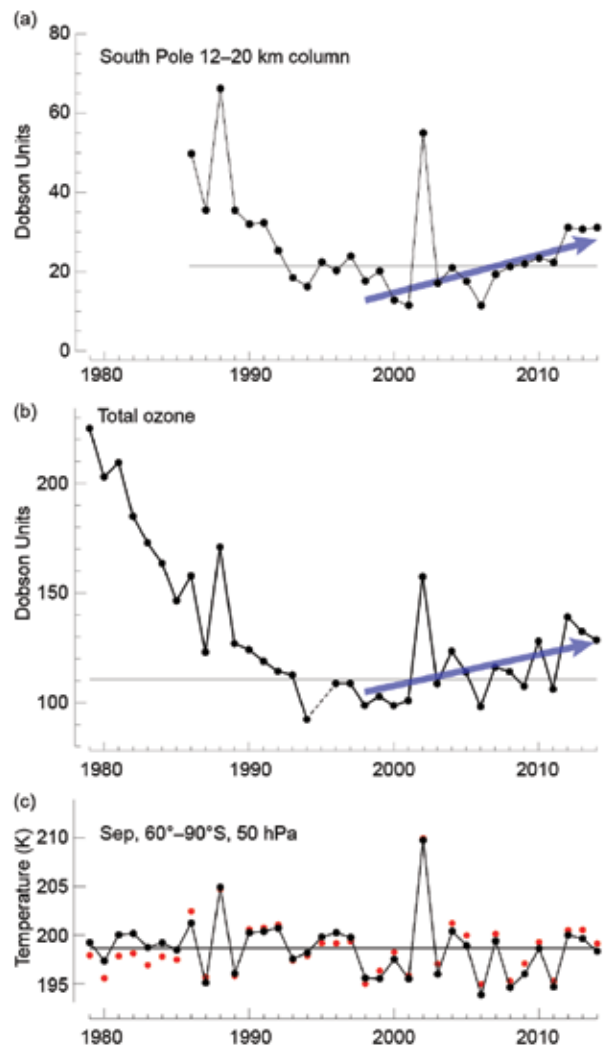 (a)
South Pole 12–20 km column
Dobson Units
80
60
40
20
0
1980 1990 2000 2010
(b)
Total ozone
Dobson Units
200
150
100
1980 1990 2000 2010
(c)
Sep, 60°–90°S, 50 hPa
Temperature (K)
210
205
200
195
1980 1990 2000 2010